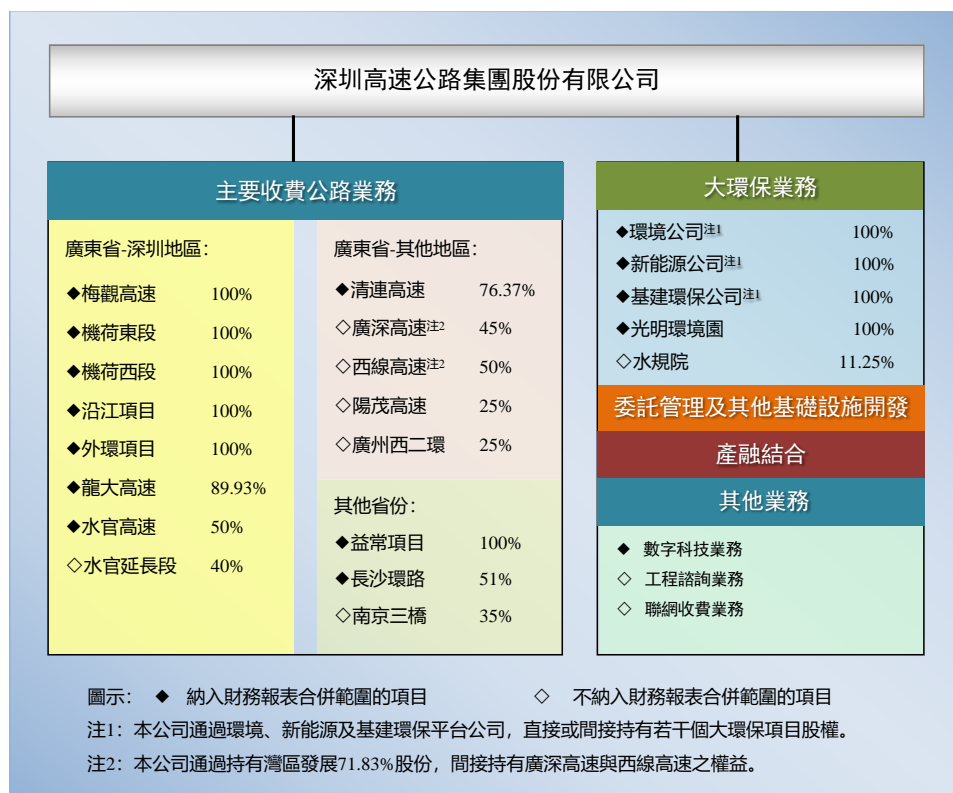 深圳高速公路集團股份有限公司
主要收費公路業務
廣東省-深圳地區：
◆梅觀高速 100%
◆機荷東段 100%
◆機荷西段 100%
◆沿江項目 100%
◆外環項目 100%
◆龍大高速 89.93%
◆水官高速 50%
◇水官延長段 40%
廣東省-其他地區：
◆清連高速 76.37%
◇廣深高速注2 45%
◇西線高速注2 50%
◇陽茂高速 25%
◇廣州西二環 25%
其他省份：
◆益常項目 100%
◆長沙環路 51%
◇南京三橋 35%
大環保業務
◆環境公司注1 100%
◆新能源公司注1 100%
◆基建環保公司注1 100%
◆光明環境園 100%
◇水規院 11.25%
委託管理及其他基礎設施開發
產融結合
其他業務
◆ 數字科技業務
◇ 工程諮詢業務
◇ 聯網收費業務
圖示： ◆ 納入財務報表合併範圍的項目 ◇ 不納入財務報表合併範圍的項目
注1：本公司通過環境、新能源及基建環保平台公司，直接或間接持有若干個大環保項目股權。
注2：本公司通過持有灣區發展71.83%股份，間接持有廣深高速與西線高速之權益。